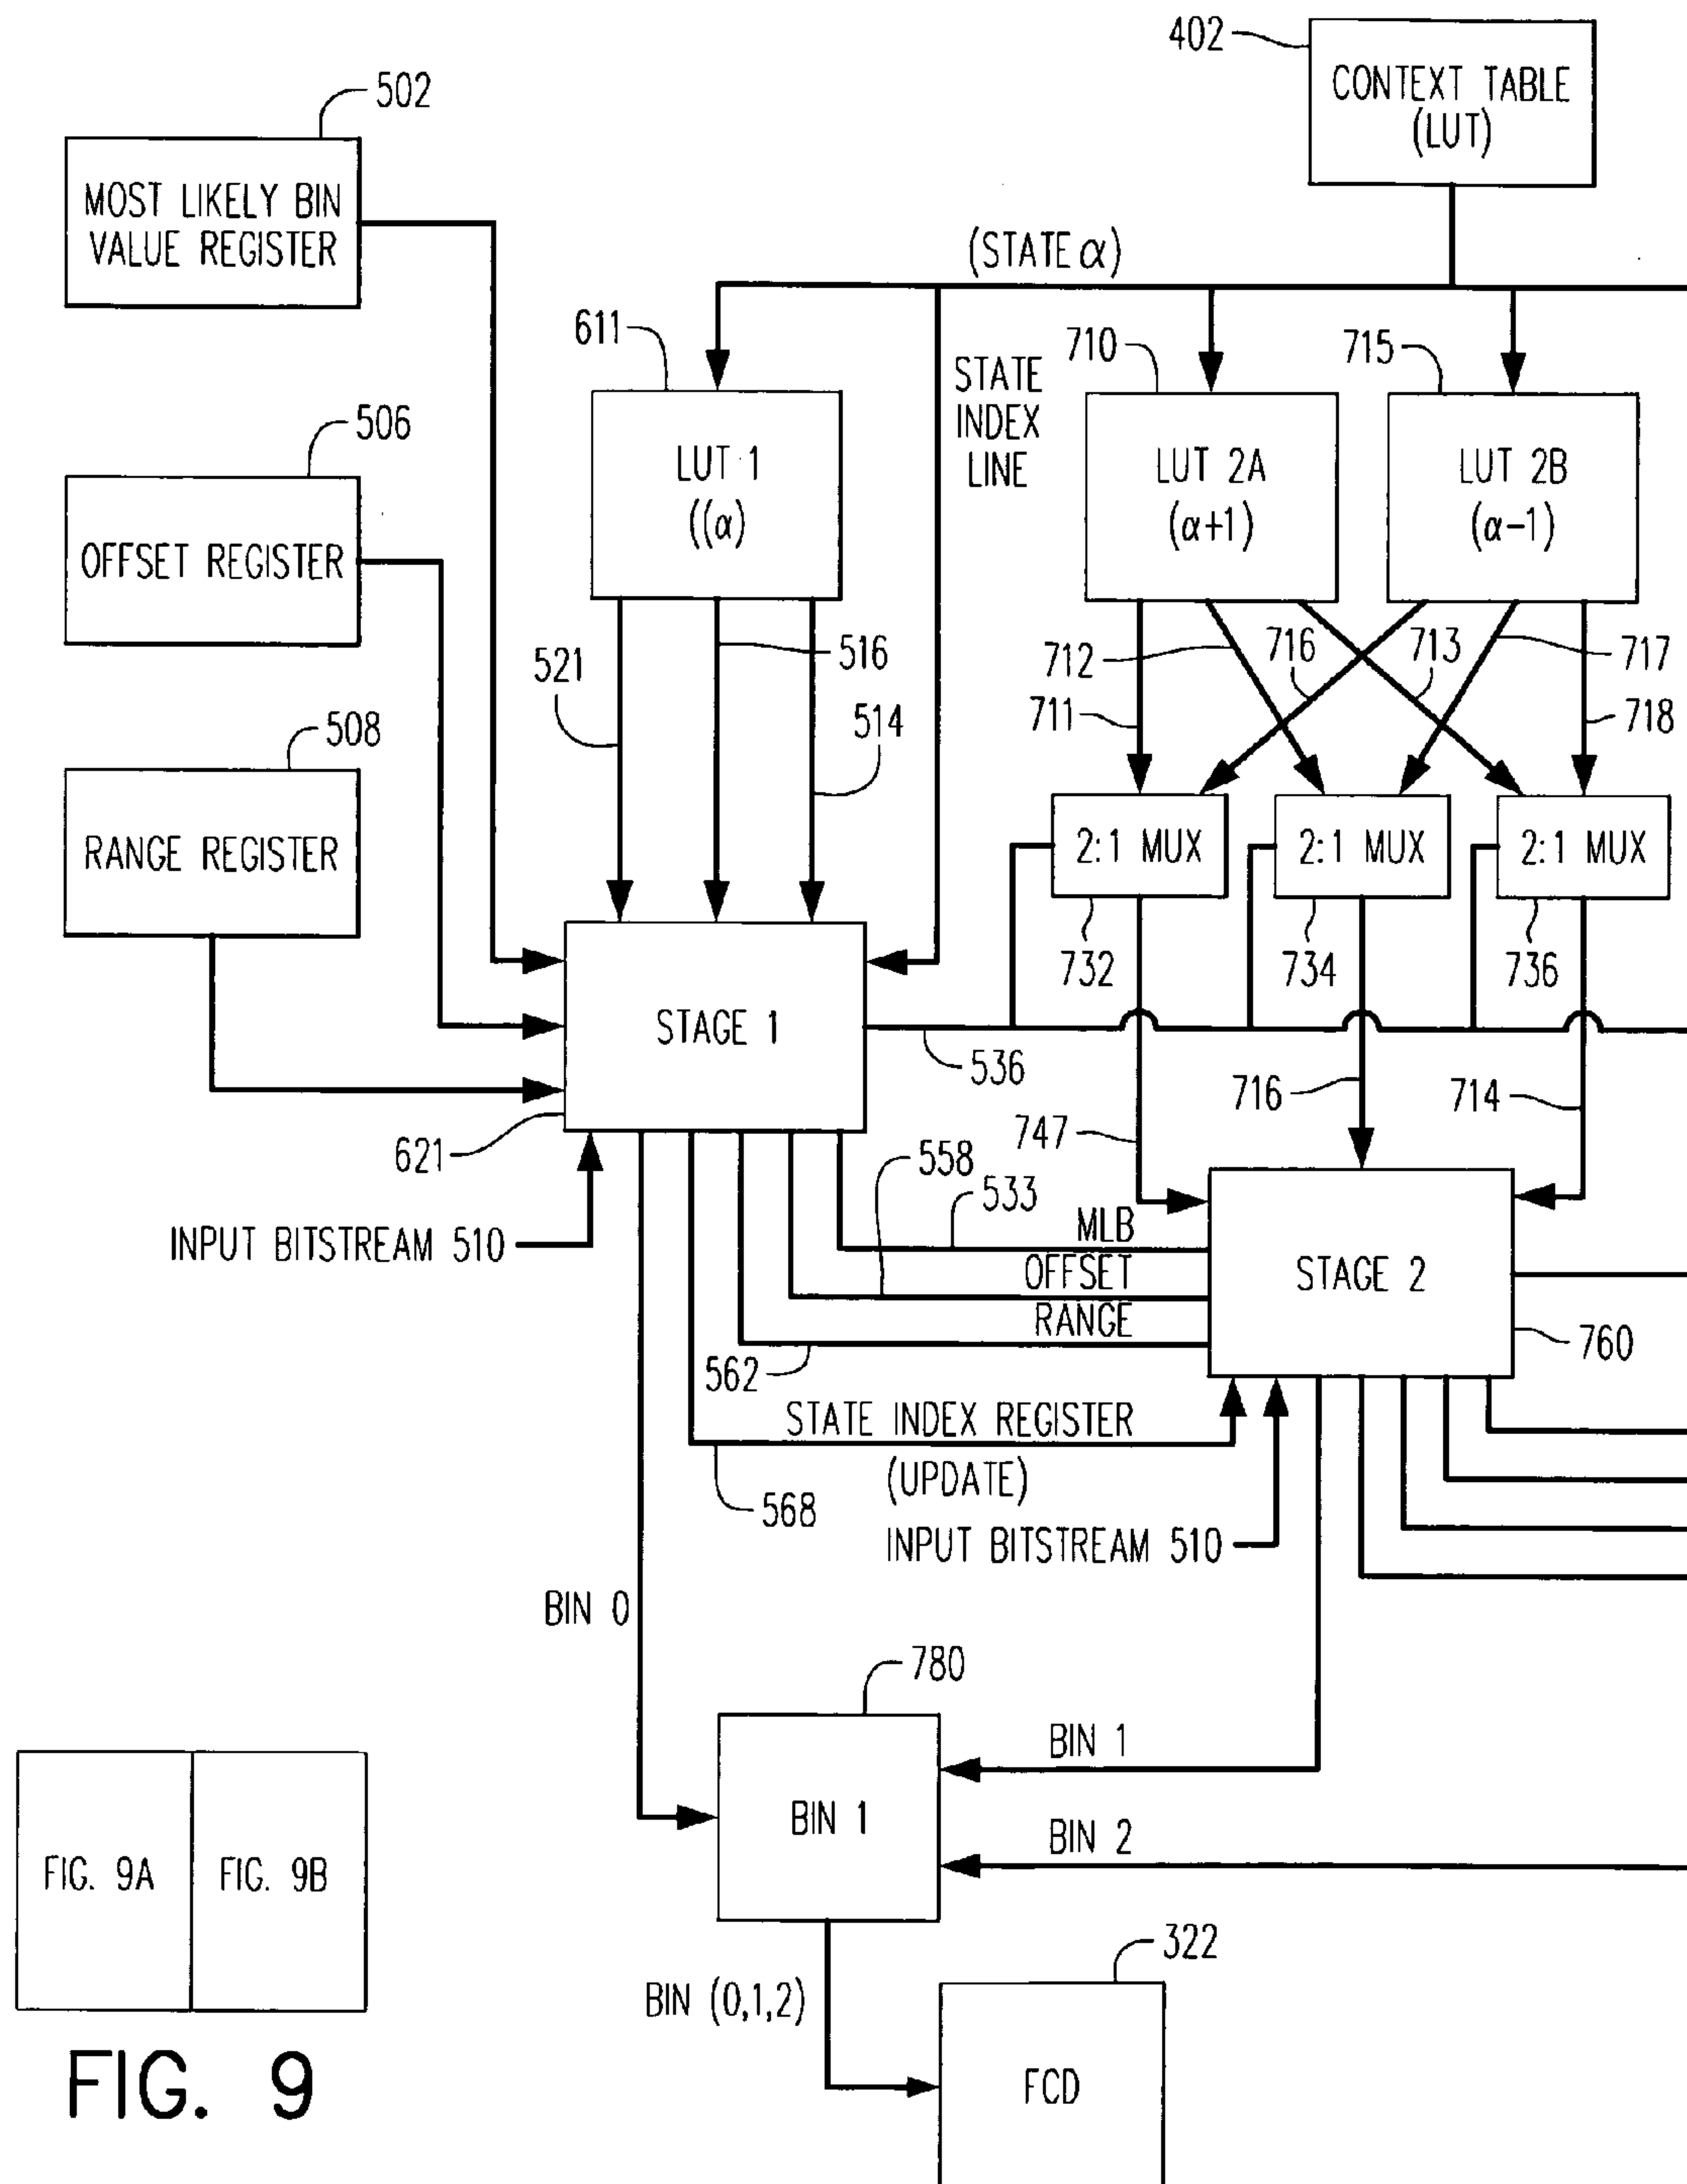 402
CONTEXT TABLE
(LUT)
502
MOST LIKELY BIN
VALUE REGISTER
(STATE α)
611
710
715
STATE
INDEX
LINE
506
OFFSET REGISTER
LUT 1
((α)
LUT 2A
(α+1)
LUT 2B
(α-1)
521
516
514
712
716
713
717
711
718
508
RANGE REGISTER
2:1 MUX
2:1 MUX
2:1 MUX
732
734
736
STAGE 1
536
716
714
747
621
558
533
INPUT BITSTREAM 510
MLB
OFFSET
RANGE
STAGE 2
760
562
STATE INDEX REGISTER
(UPDATE)
568
INPUT BITSTREAM 510
BIN 0
780
BIN 1
BIN 1
BIN 2
FIG. 9A
FIG. 9B
322
BIN (0,1,2)
FCD
FIG. 9